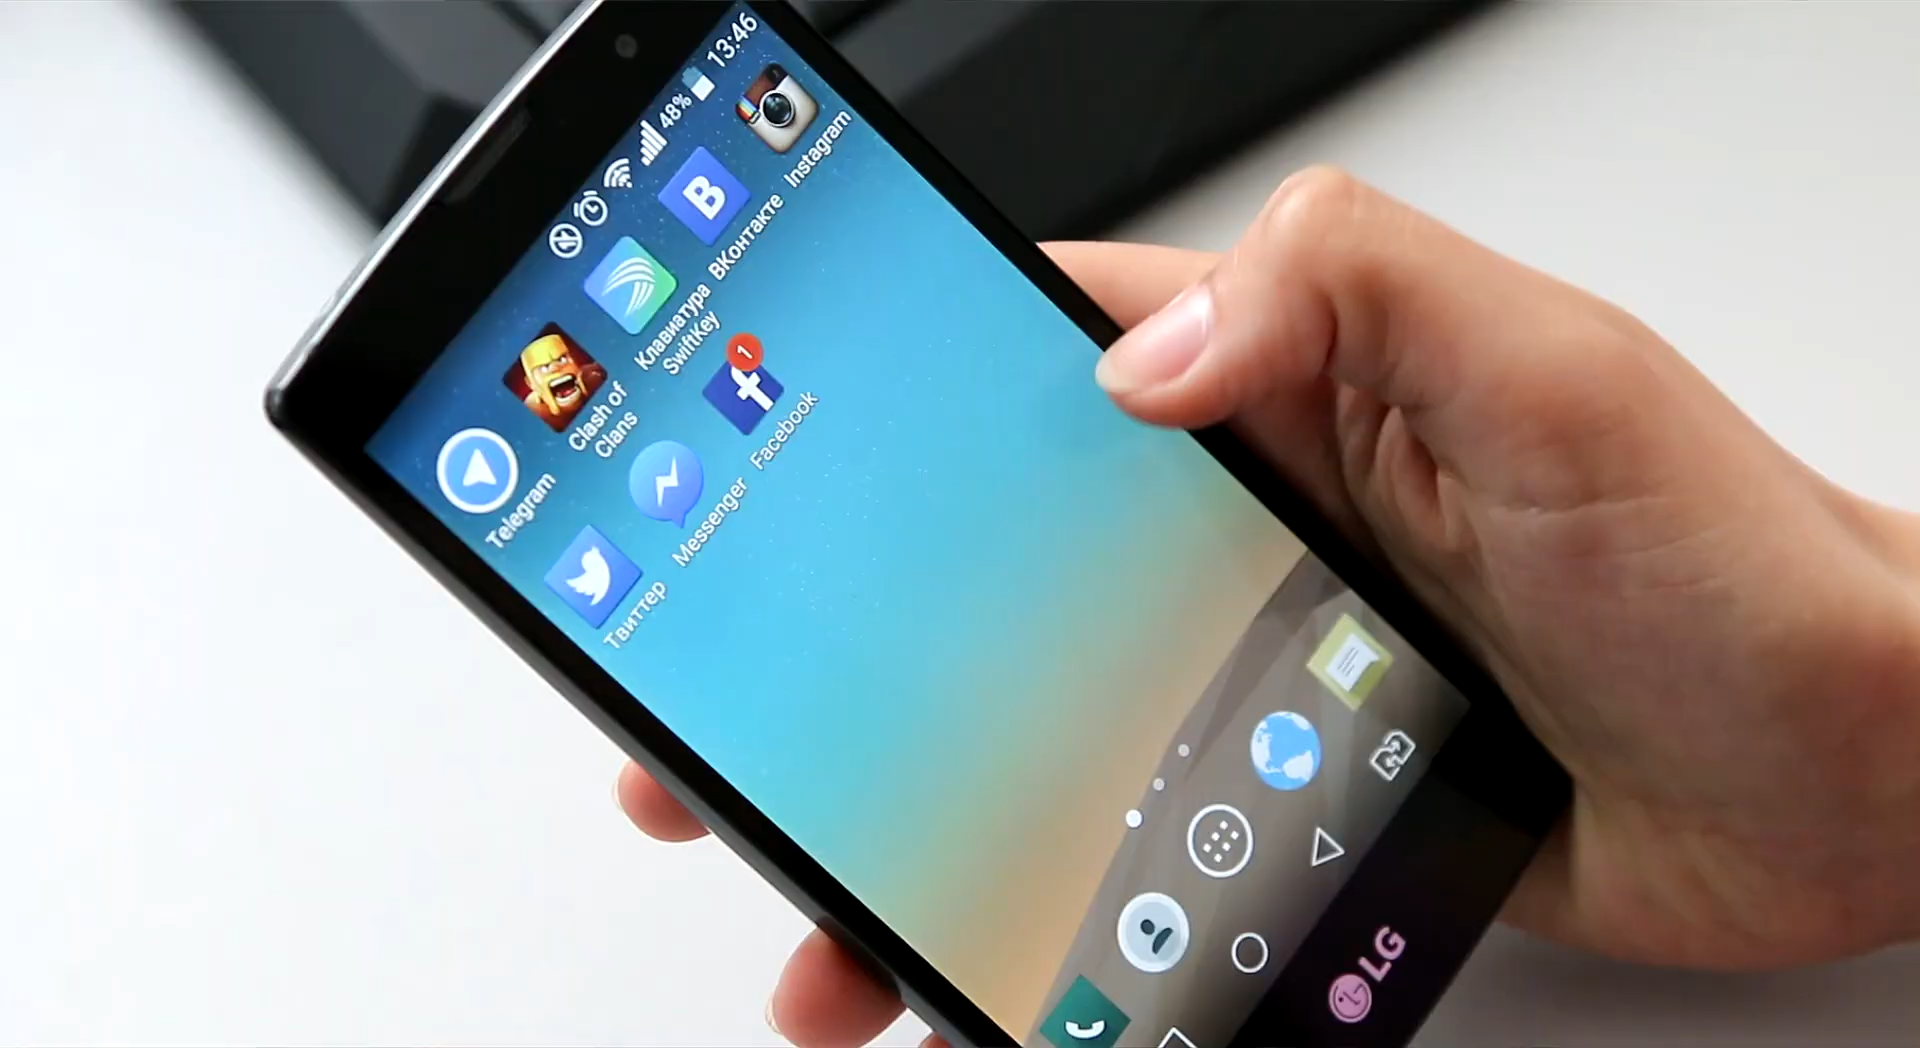 48% 13:46
Telegram
Clash of
Clans
Клавиатура
SwiftKey
ВКонтакте
Instagram
Твиттер
Messenger
1
Facebook
LG